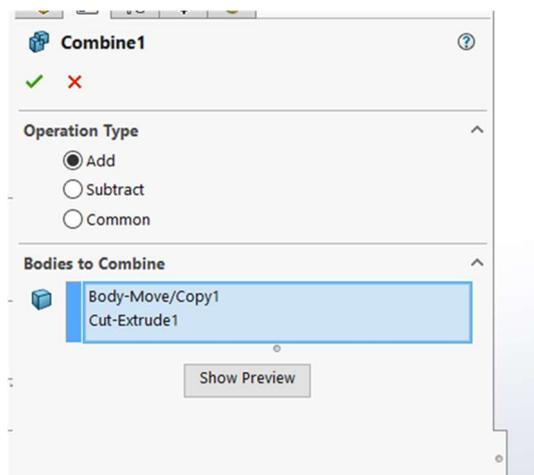 Combine1
Operation Type
Add
Subtract
Common
Bodies to Combine
Body-Move/Copy1
Cut-Extrude1
Show Preview